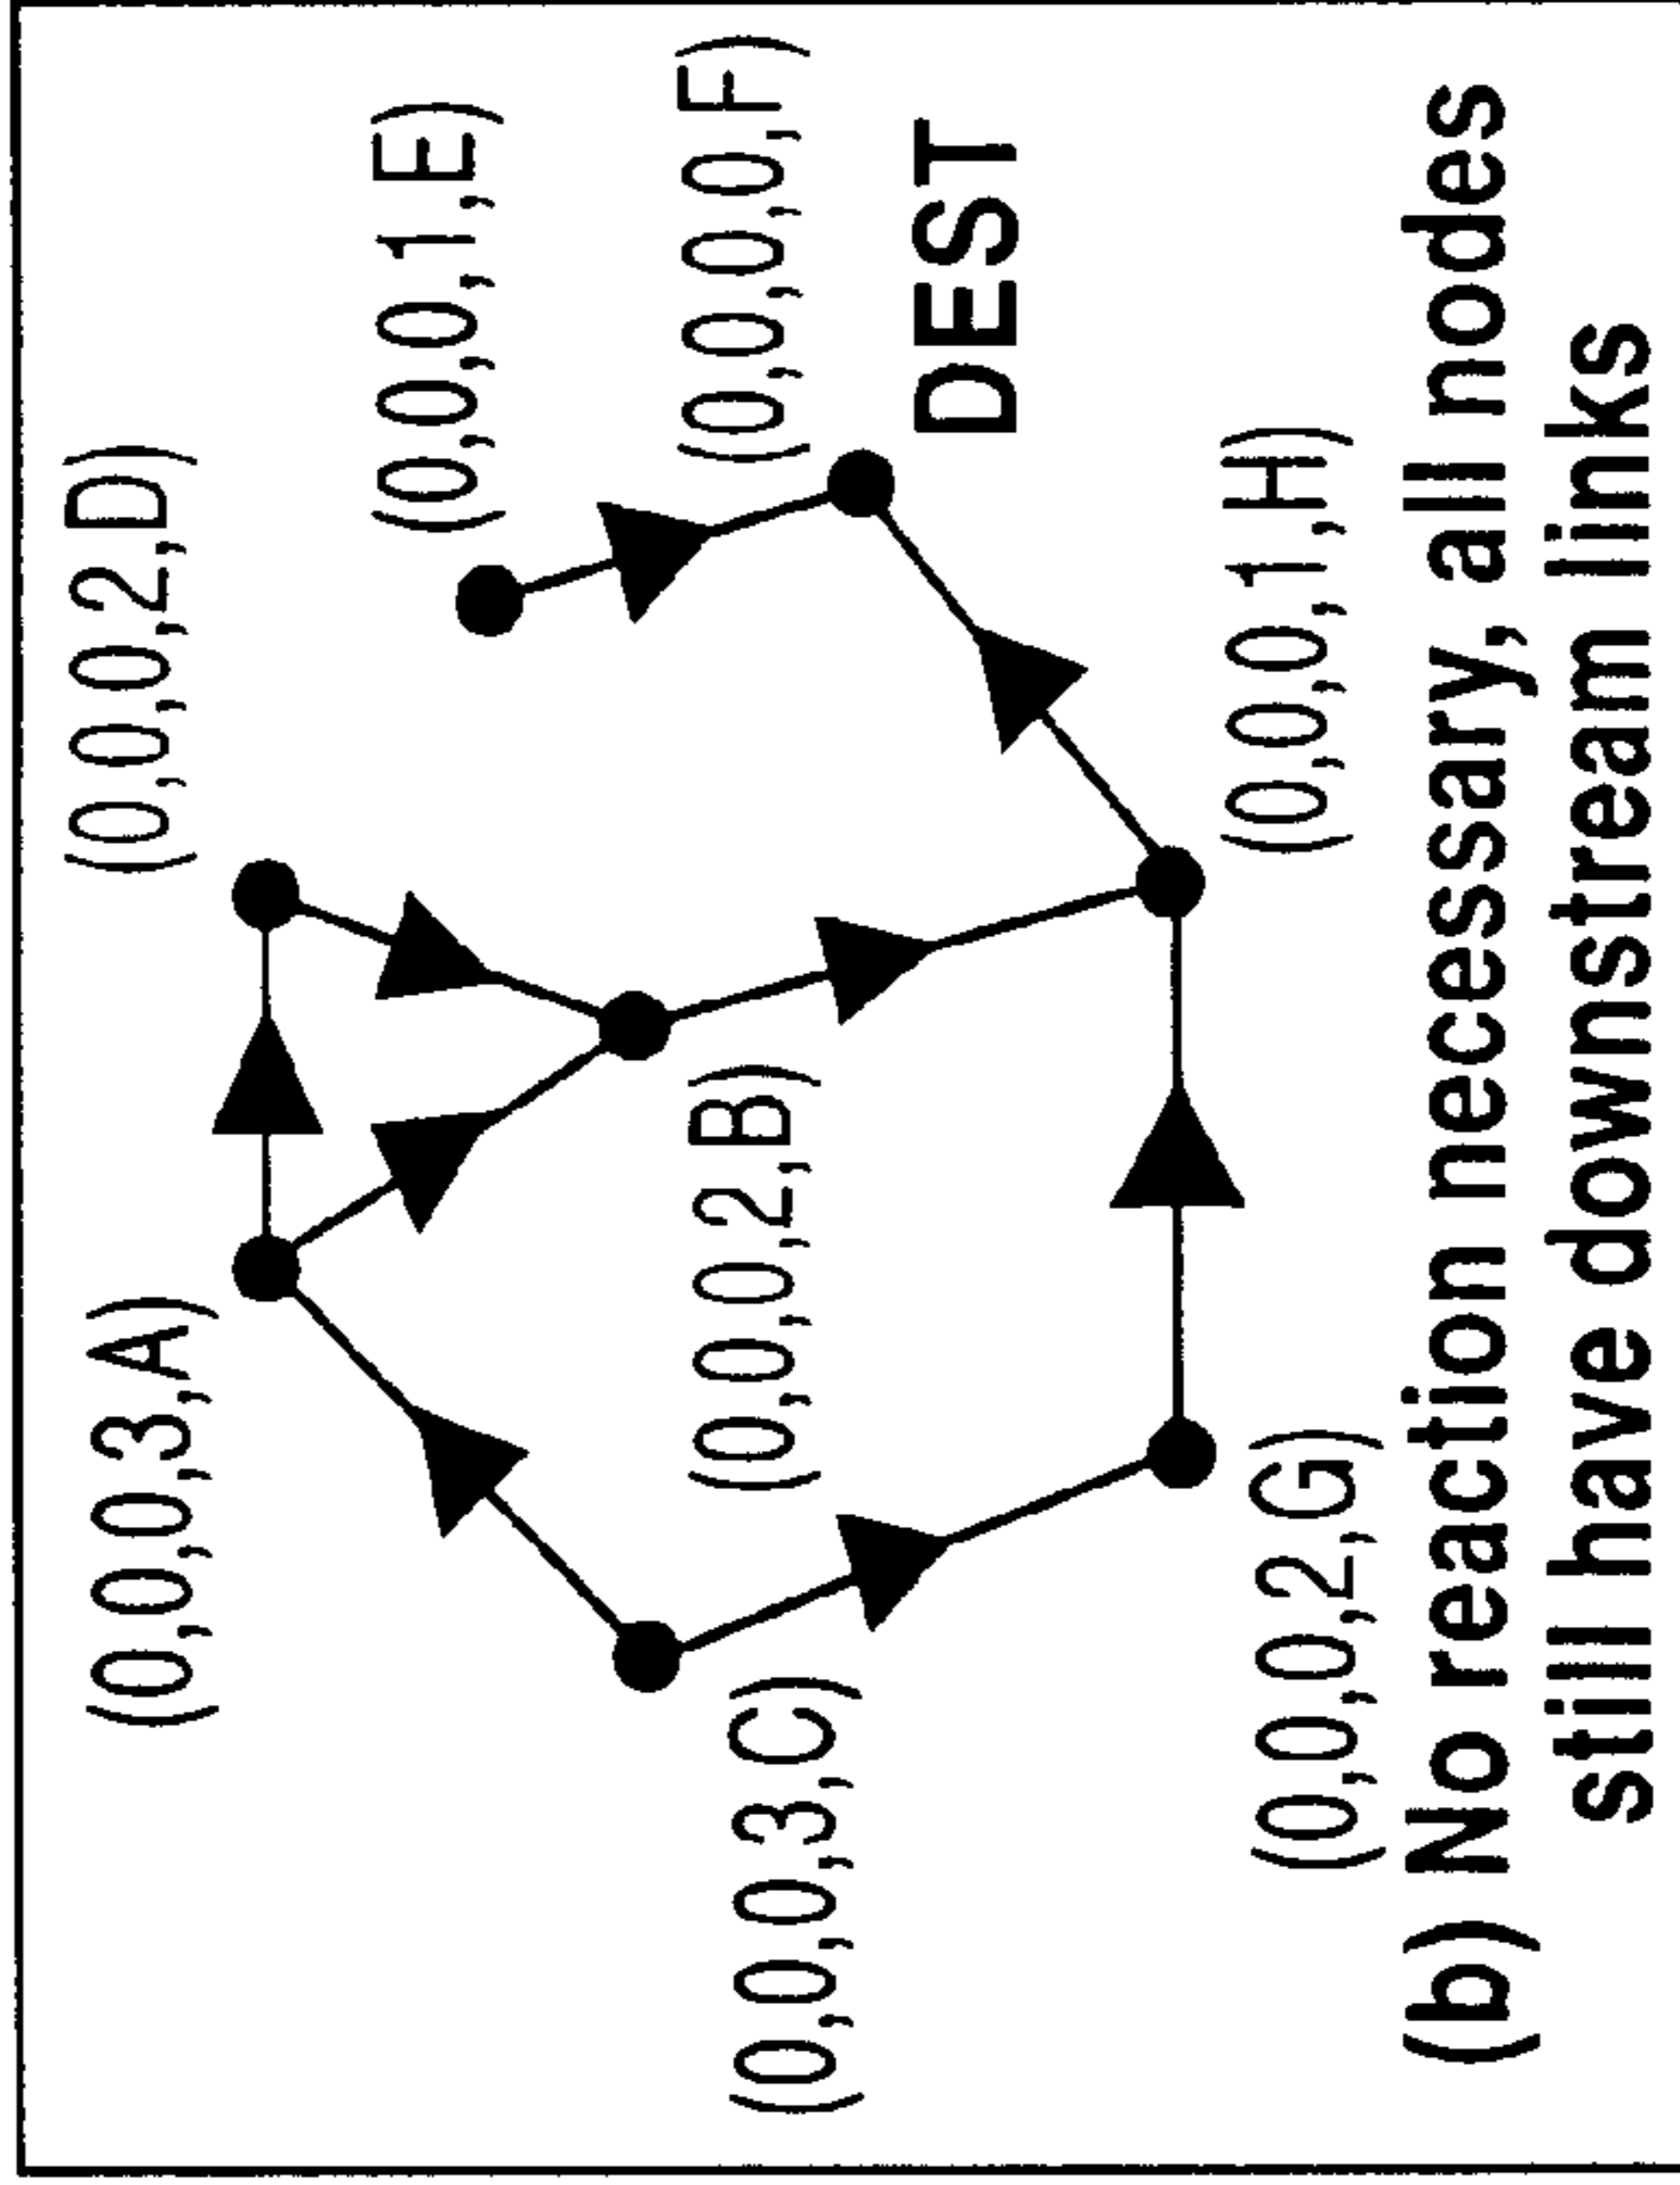 (0,0,0,2,D)
(0,0,0,3,A)
(0,0,0,1,E)
(0,0,0,0,F)
(0,0,0,2,B)
(0,0,0,3,C)
DEST
(0,0,0,1,H)
(0,0,0,2,G)
(b) No reaction necessary, all nodes
still have downstream links